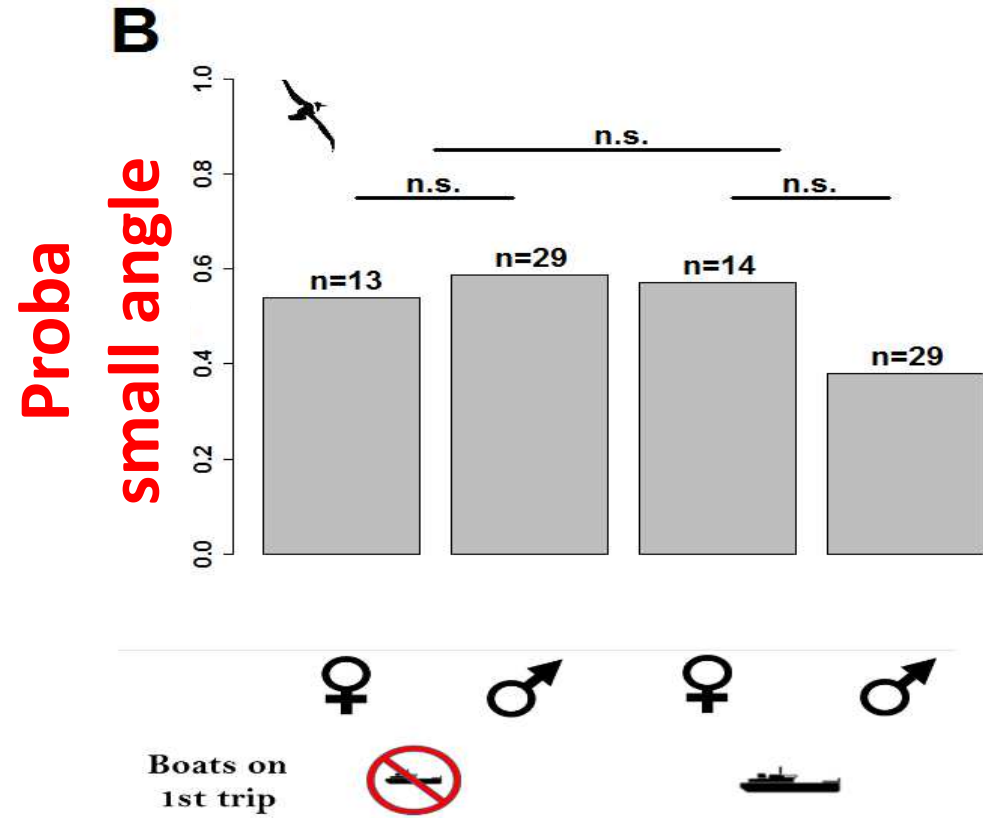 B
Proba
small angle
1.0
0.8
0.6
0.4
0.2
0.0
n.s.
n.s.
n.s.
n=13
n=29
n=14
n=29
♀ ♂ ♀ ♂
Boats on
1st trip